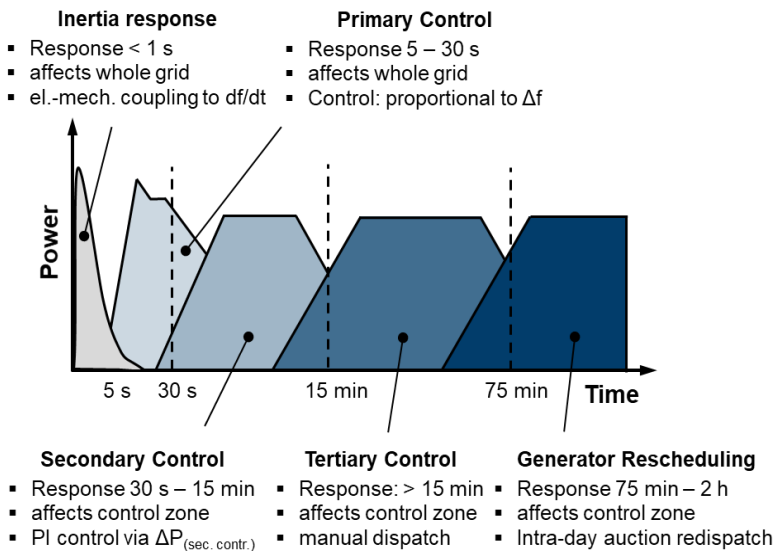 Inertia response
▪ Response < 1 s
▪ affects whole grid
▪ el.-mech. coupling to df/dt
Primary Control
▪ Response 5 – 30 s
▪ affects whole grid
▪ Control: proportional to Δf
Power
5 s
30 s
15 min
75 min
Time
Secondary Control
▪ Response 30 s – 15 min
▪ affects control zone
▪ PI control via ΔP(sec. contr.)
Tertiary Control
▪ Response: > 15 min
▪ affects control zone
▪ manual dispatch
Generator Rescheduling
▪ Response 75 min – 2 h
▪ affects control zone
▪ Intra-day auction redispatch